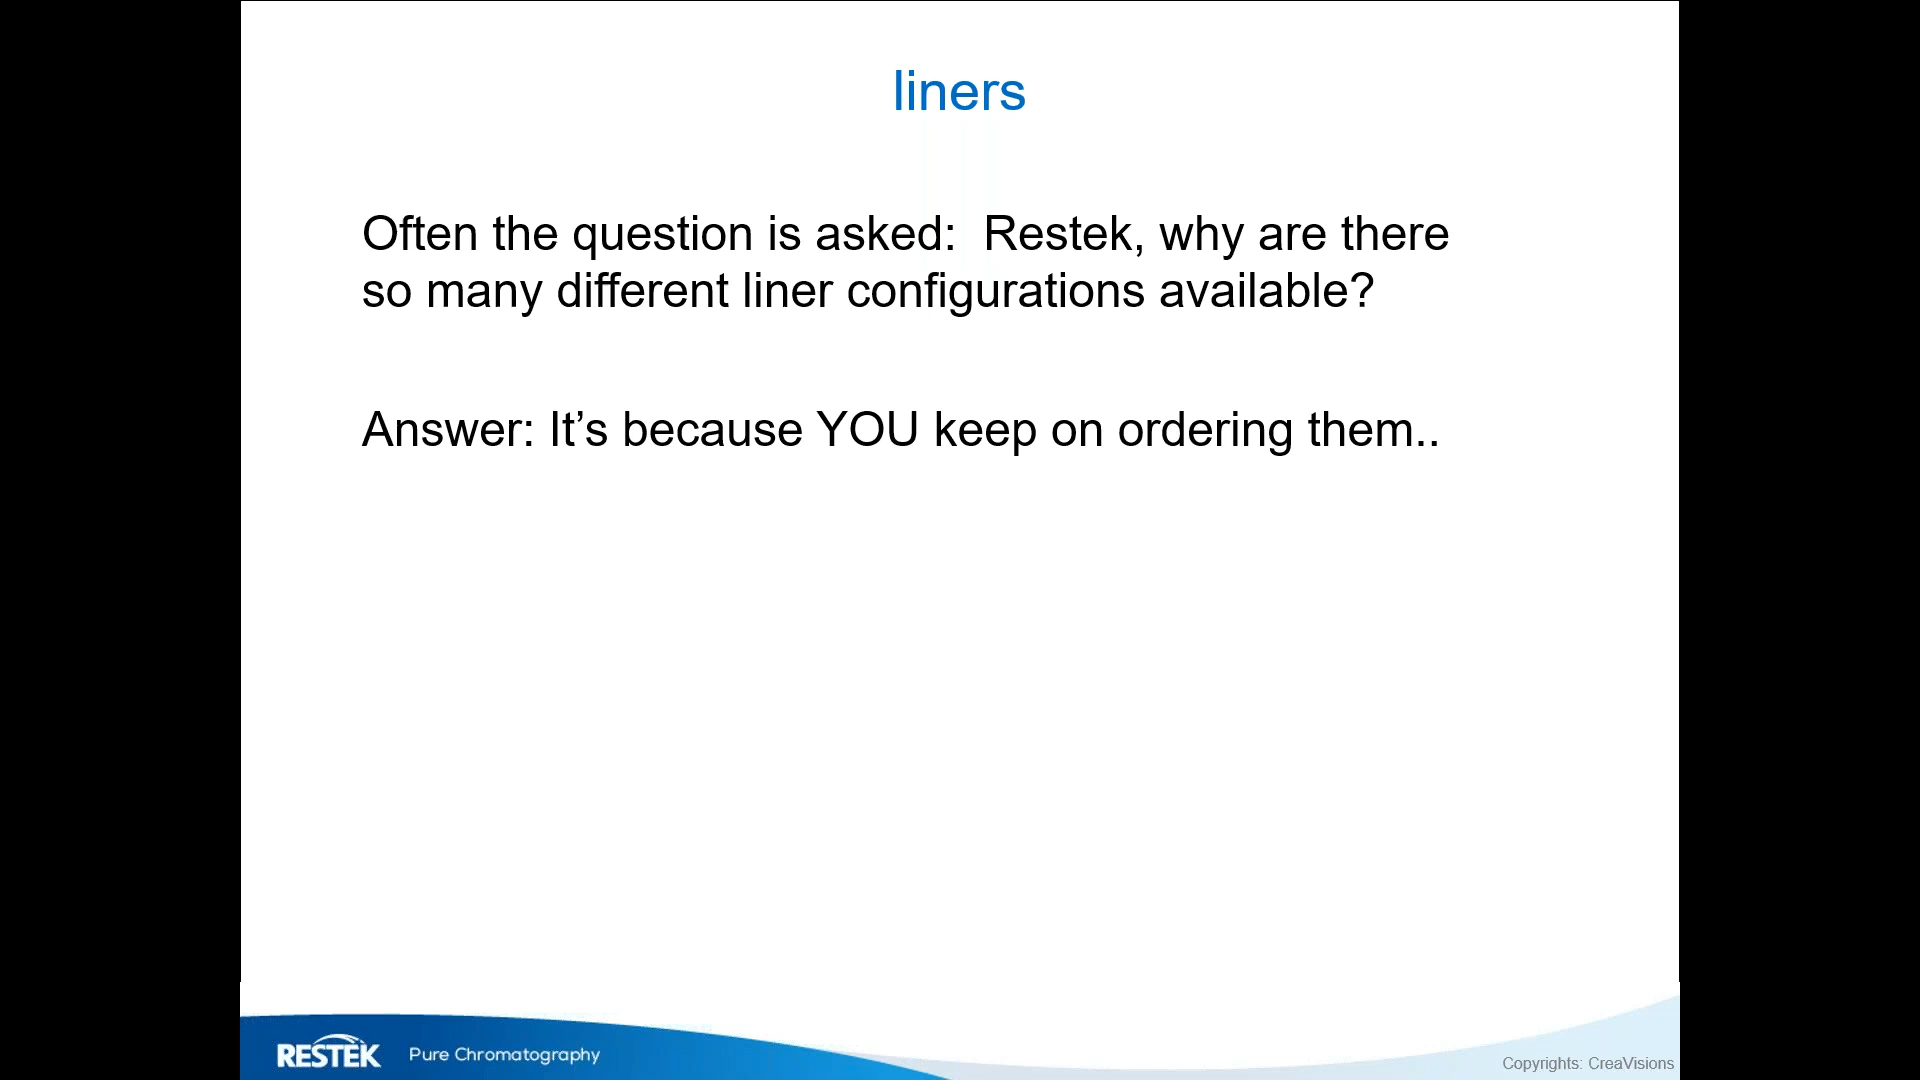 liners
Often the question is asked:  Restek, why are there
so many different liner configurations available?
Answer: It’s because YOU keep on ordering them..
RESTEK Pure Chromatography
Copyrights: CreaVisions